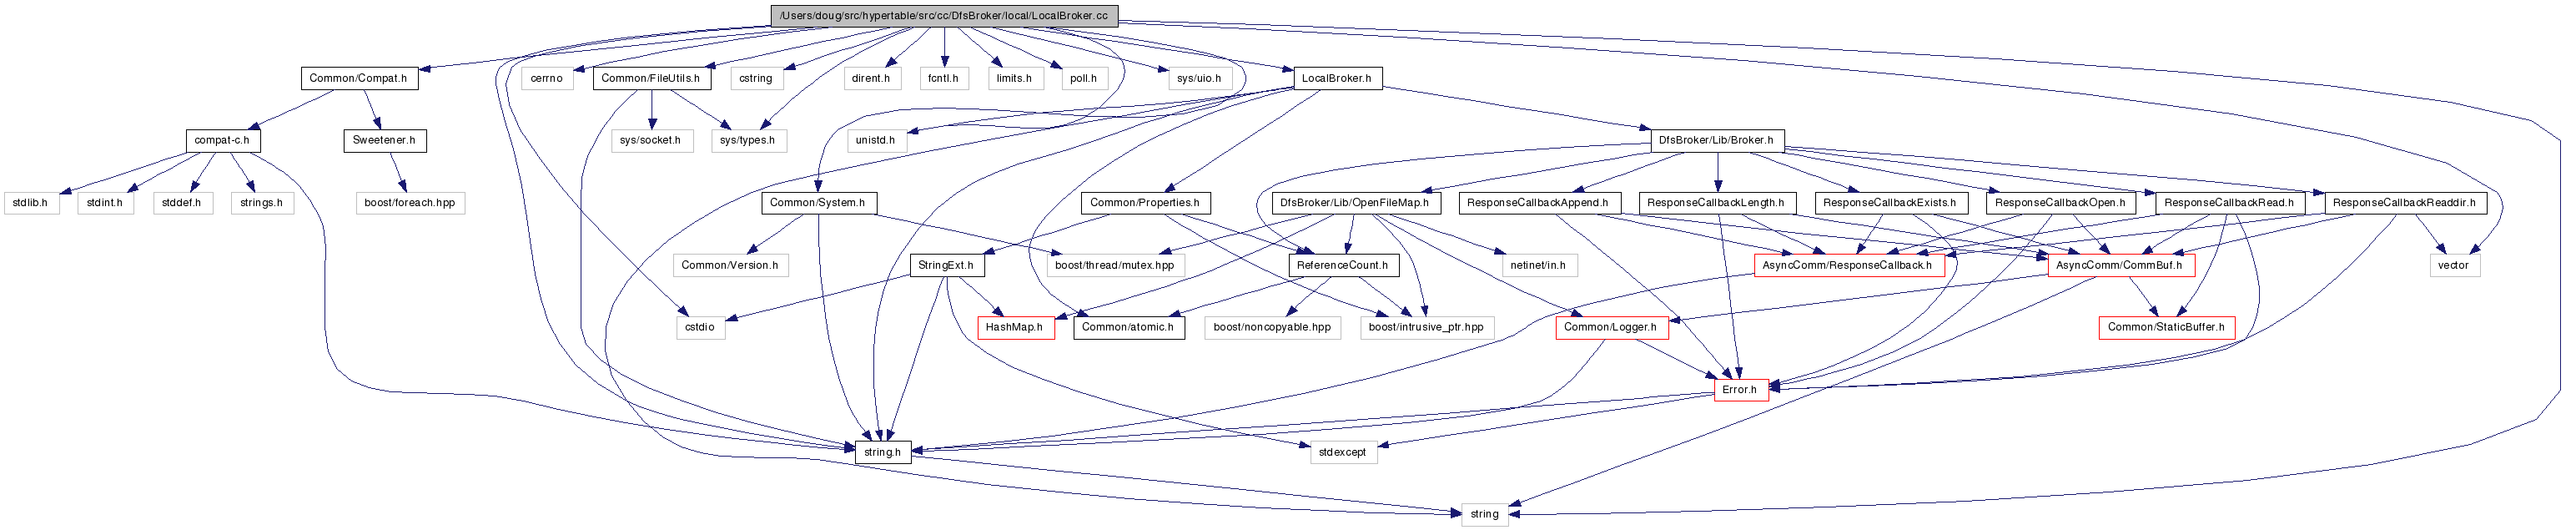 /Users/doug/src/hypertable/src/cc/DfsBroker/local/LocalBroker.cc
Common/Compat.h
cerrno
Common/FileUtils.h
cstring
dirent.h
fcntl.h
limits.h
poll.h
sys/uio.h
LocalBroker.h
compat-c.h
Sweetener.h
sys/socket.h
sys/types.h
unistd.h
DfsBroker/Lib/Broker.h
stdlib.h
stdint.h
stddef.h
strings.h
boost/foreach.hpp
Common/System.h
Common/Properties.h
DfsBroker/Lib/OpenFileMap.h
ResponseCallbackAppend.h
ResponseCallbackLength.h
ResponseCallbackExists.h
ResponseCallbackOpen.h
ResponseCallbackRead.h
ResponseCallbackReaddir.h
Common/Version.h
StringExt.h
boost/thread/mutex.hpp
ReferenceCount.h
netinet/in.h
AsyncComm/ResponseCallback.h
AsyncComm/CommBuf.h
vector
cstdio
HashMap.h
Common/atomic.h
boost/noncopyable.hpp
boost/intrusive_ptr.hpp
Common/Logger.h
Common/StaticBuffer.h
Error.h
string.h
stdexcept
string